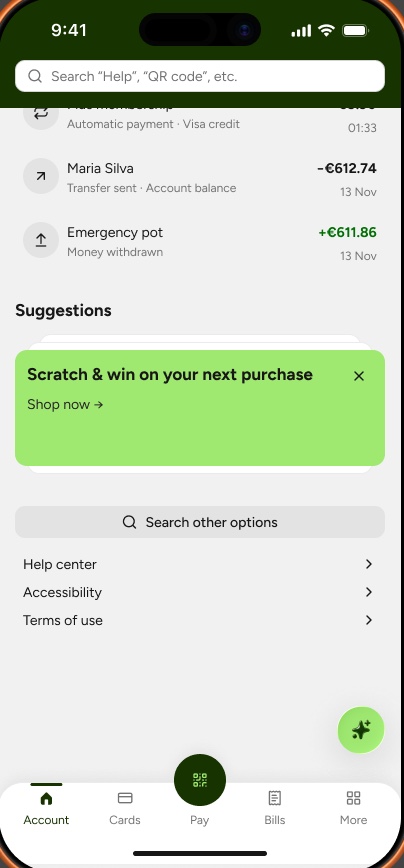 9:41
Search “Help”, “QR code”, etc.
Automatic payment · Visa credit
01:33
Maria Silva
−€612.74
Transfer sent · Account balance
13 Nov
Emergency pot
+€611.86
Money withdrawn
13 Nov
Suggestions
Scratch & win on your next purchase
Shop now →
Search other options
Help center
Accessibility
Terms of use
Account
Cards
Pay
Bills
More